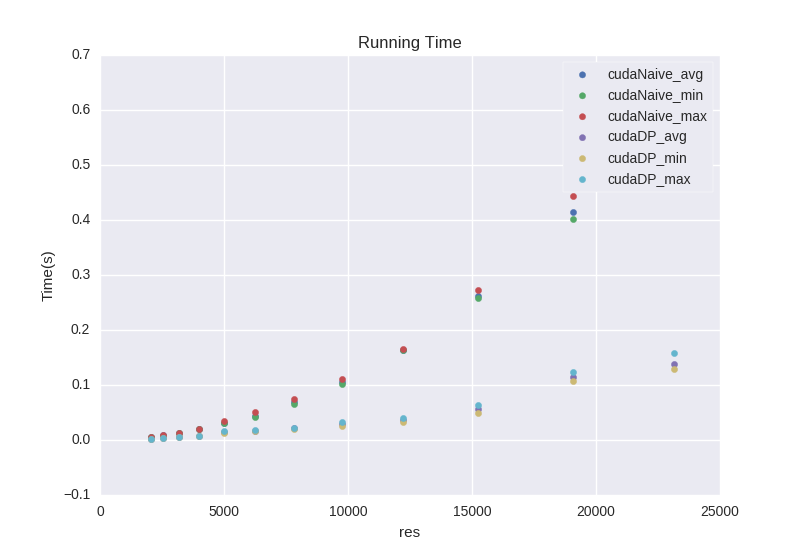 Running Time
0.7
0.6
0.5
0.4
0.3
0.2
0.1
0.0
−0.1
Time(s)
cudaNaive_avg
cudaNaive_min
cudaNaive_max
cudaDP_avg
cudaDP_min
cudaDP_max
0 5000 10000 15000 20000 25000
res